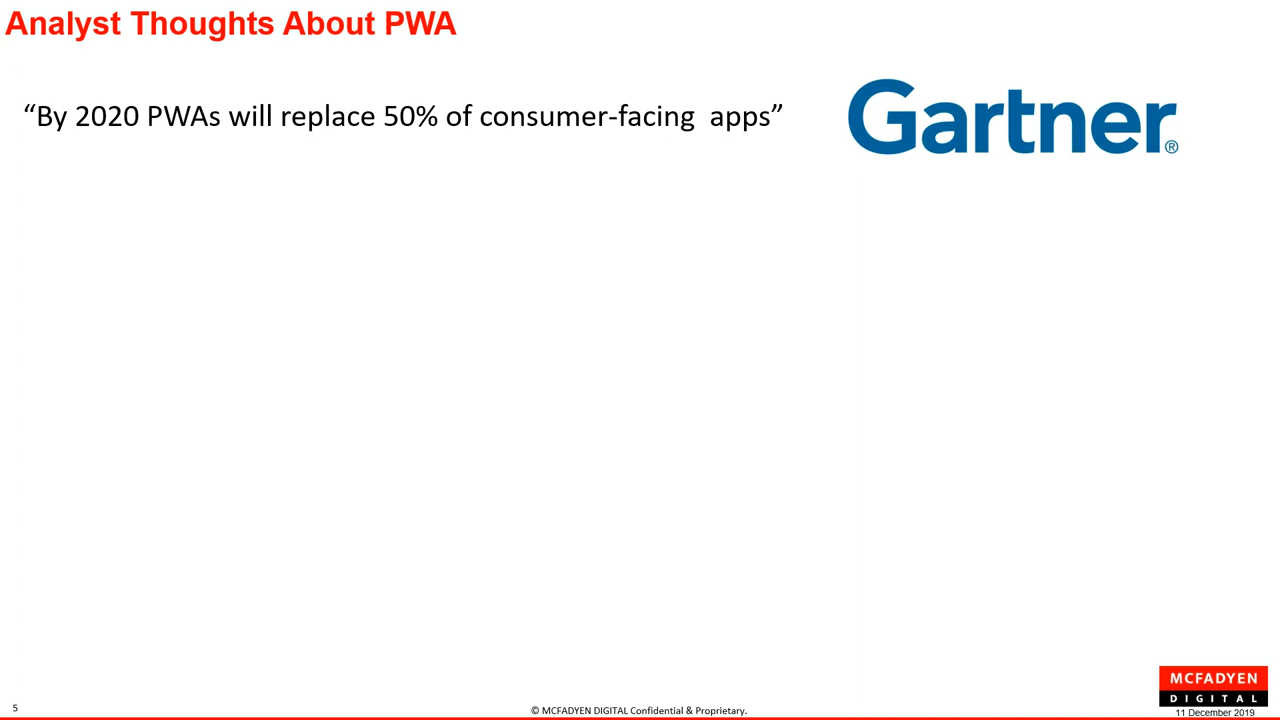 Analyst Thoughts About PWA
“By 2020 PWAs will replace 50% of consumer-facing  apps”
Gartner®
MCFADYEN
DIGITAL
5
© MCFADYEN DIGITAL Confidential & Proprietary.
11 December 2019